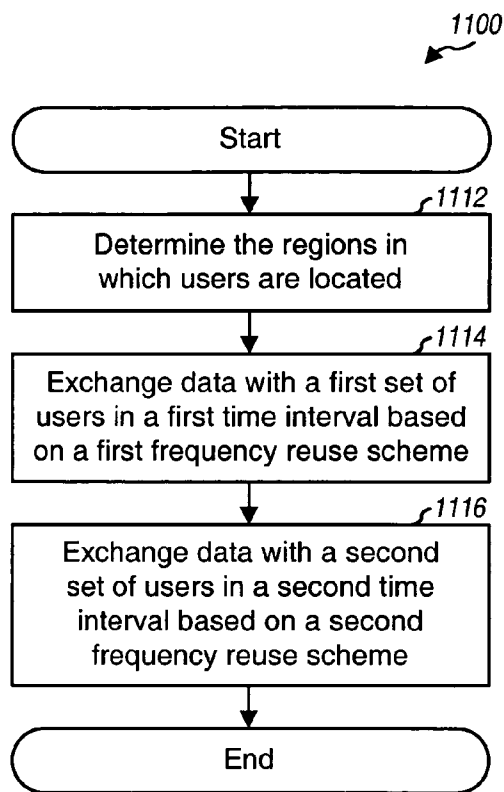 1100
Start
1112
Determine the regions in
which users are located
1114
Exchange data with a first set of
users in a first time interval based
on a first frequency reuse scheme
1116
Exchange data with a second
set of users in a second time
interval based on a second
frequency reuse scheme
End